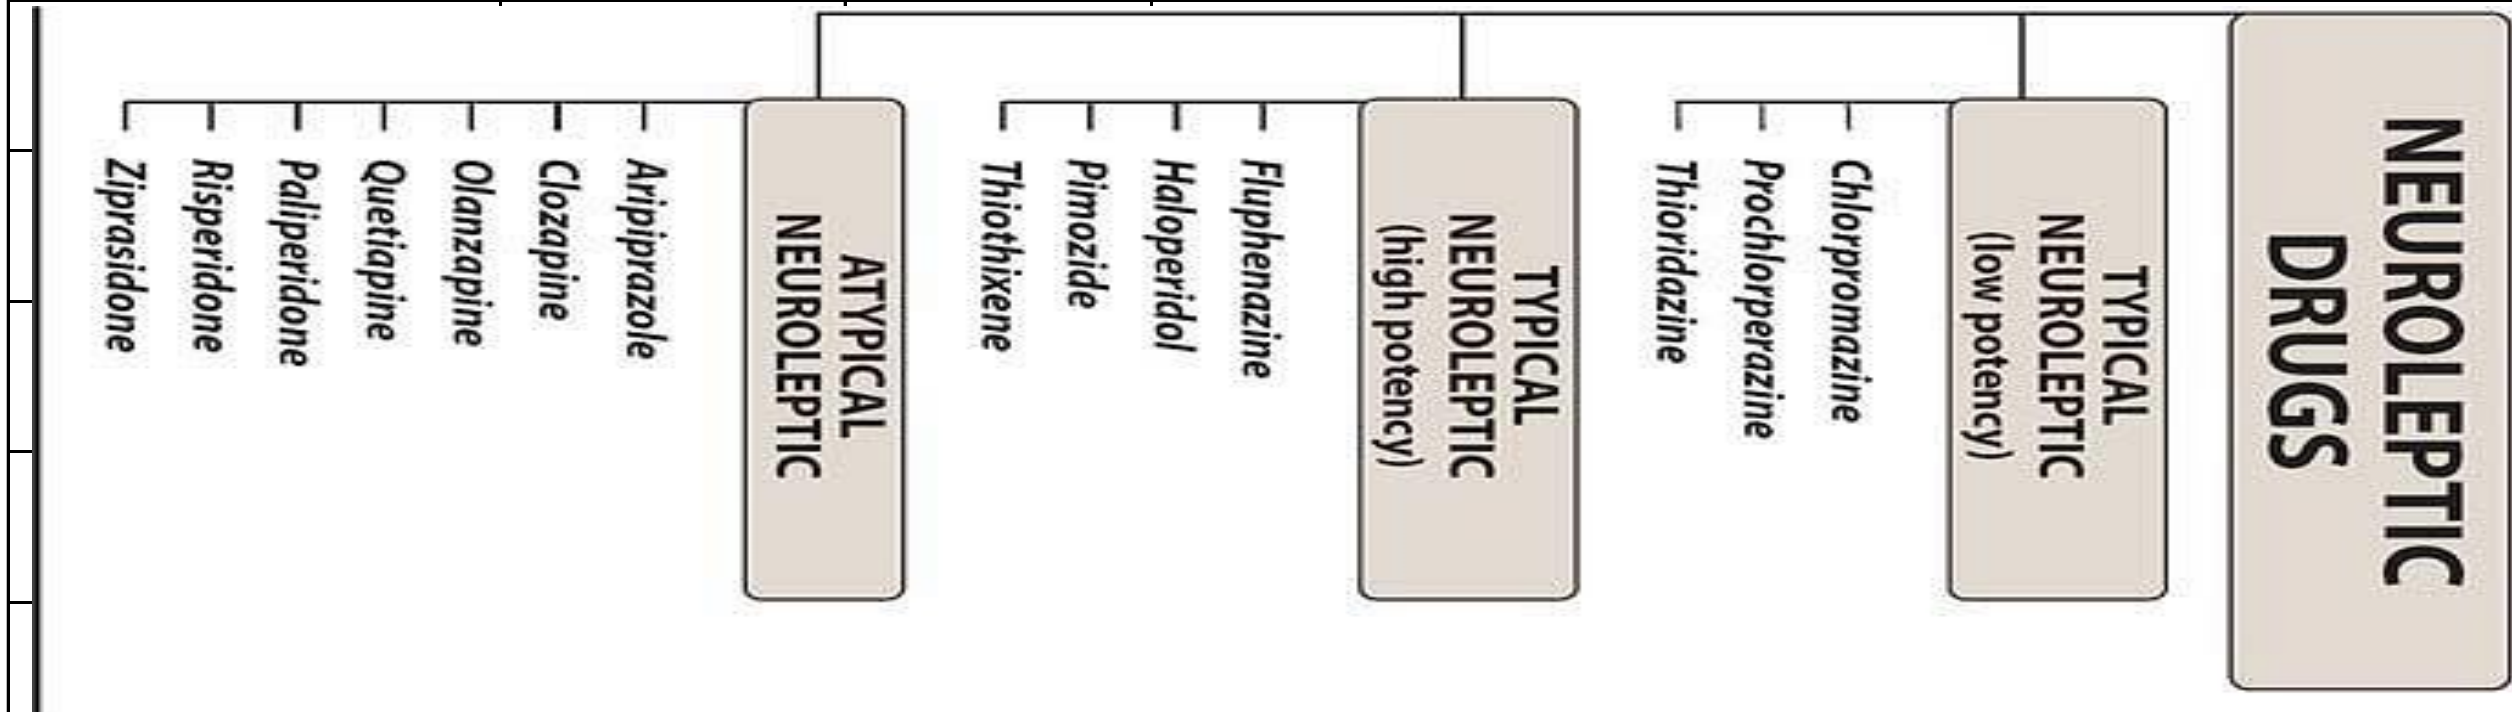 NEUROLEPTIC
DRUGS
TYPICAL
NEUROLEPTIC
(low potency)
Chlorpromazine
Prochlorperazine
Thioridazine
TYPICAL
NEUROLEPTIC
(high potency)
Fluphenazine
Haloperidol
Pimozide
Thiothixene
ATYPICAL
NEUROLEPTIC
Aripiprazole
Clozapine
Olanzapine
Quetiapine
Paliperidone
Risperidone
Ziprasidone